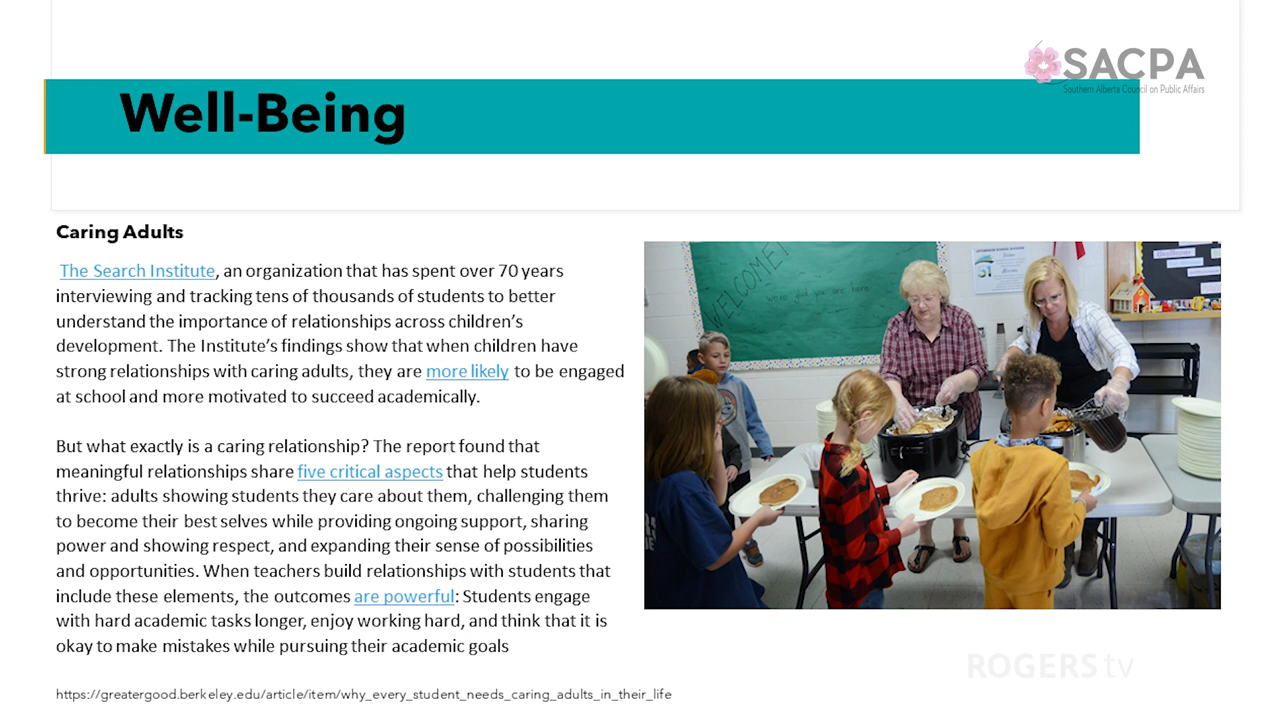 SACPA
Southern Alberta Council on Public Affairs
Well-Being
Caring Adults
The Search Institute, an organization that has spent over 70 years
interviewing and tracking tens of thousands of students to better
understand the importance of relationships across children's
development. The Institute's findings show that when children have
strong relationships with caring adults, they are more likely to be engaged
at school and more motivated to succeed academically.
But what exactly is a caring relationship? The report found that
meaningful relationships share five critical aspects that help students
thrive: adults showing students they care about them, challenging them
to become their best selves while providing ongoing support, sharing
power and showing respect, and expanding their sense of possibilities
and opportunities. When teachers build relationships with students that
include these elements, the outcomes are powerful: Students engage
with hard academic tasks longer, enjoy working hard, and think that it is
okay to make mistakes while pursuing their academic goals
https://greatergood.berkeley.edu/article/item/why_every_student_needs_caring_adults_in_their_life
WELCOME!
ROGERS tv